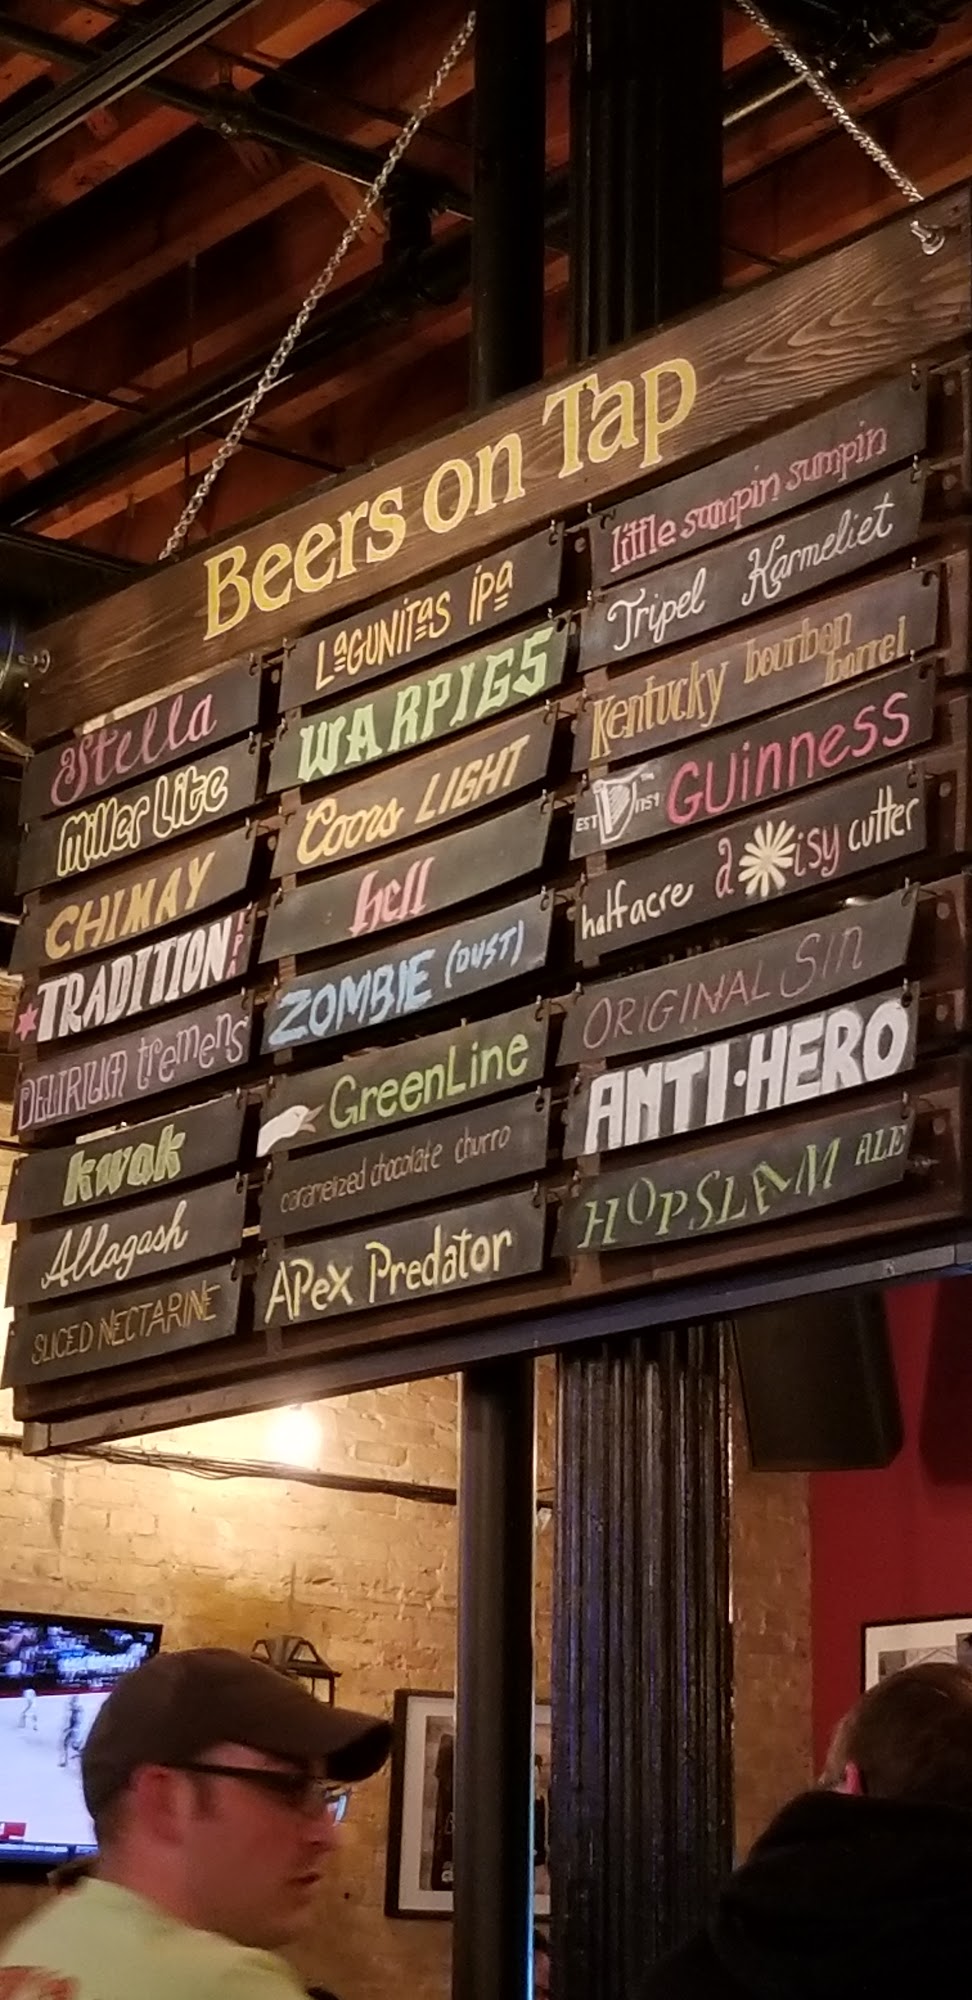 Beers on Tap
Stella
Miller Lite
CHIMAY
TRADITION IPA
DELIRIUM tremens
kwak
Allagash
SLICED NECTARINE
LAGUNITAS IPA
WARPIGS
Coors LIGHT
hell
ZOMBIE (DUST)
GreenLine
caramelized chocolate churro
APex Predator
little sumpin sumpin
Tripel Karmeliet
Kentucky bourbon
barrel
EST 1759 GUinness
halfacre daisy cutter
ORIGINAL SIN
ANTI-HERO
HOPSLAM ALE